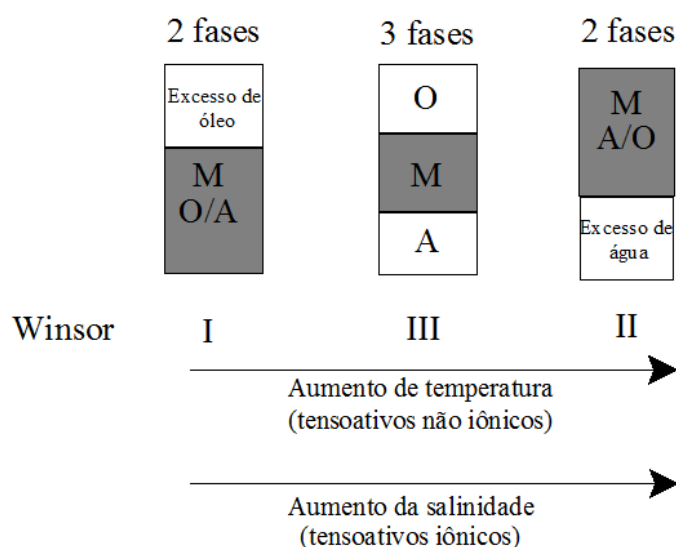 2 fases
3 fases
2 fases
Excesso de
óleo
M
O/A
O
M
A
M
A/O
Excesso de
água
Winsor
I
III
II
Aumento de temperatura
(tensoativos não iônicos)
Aumento da salinidade
(tensoativos iônicos)